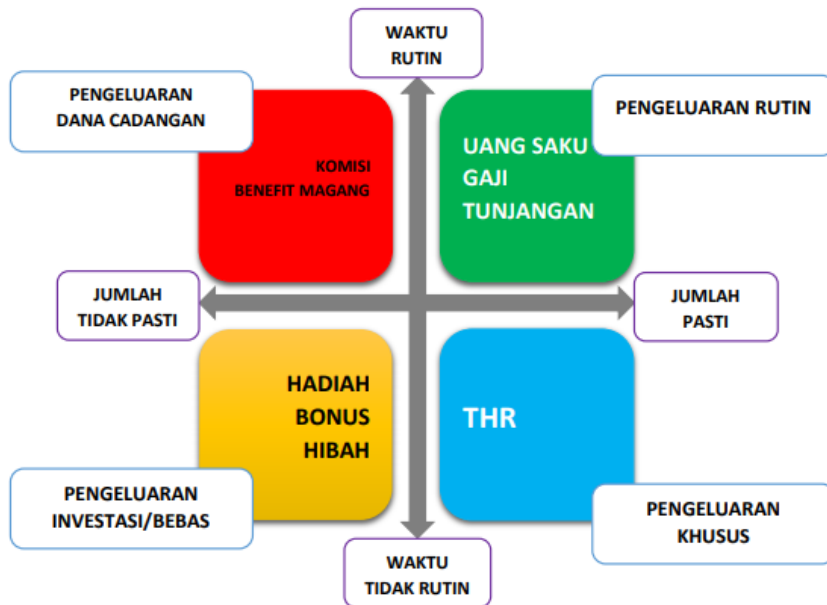 WAKTU
RUTIN
PENGELUARAN
DANA CADANGAN
PENGELUARAN RUTIN
KOMISI
BENEFIT MAGANG
UANG SAKU
GAJI
TUNJANGAN
JUMLAH
TIDAK PASTI
JUMLAH
PASTI
HADIAH
BONUS
HIBAH
THR
PENGELUARAN
INVESTASI/BEBAS
PENGELUARAN
KHUSUS
WAKTU
TIDAK RUTIN